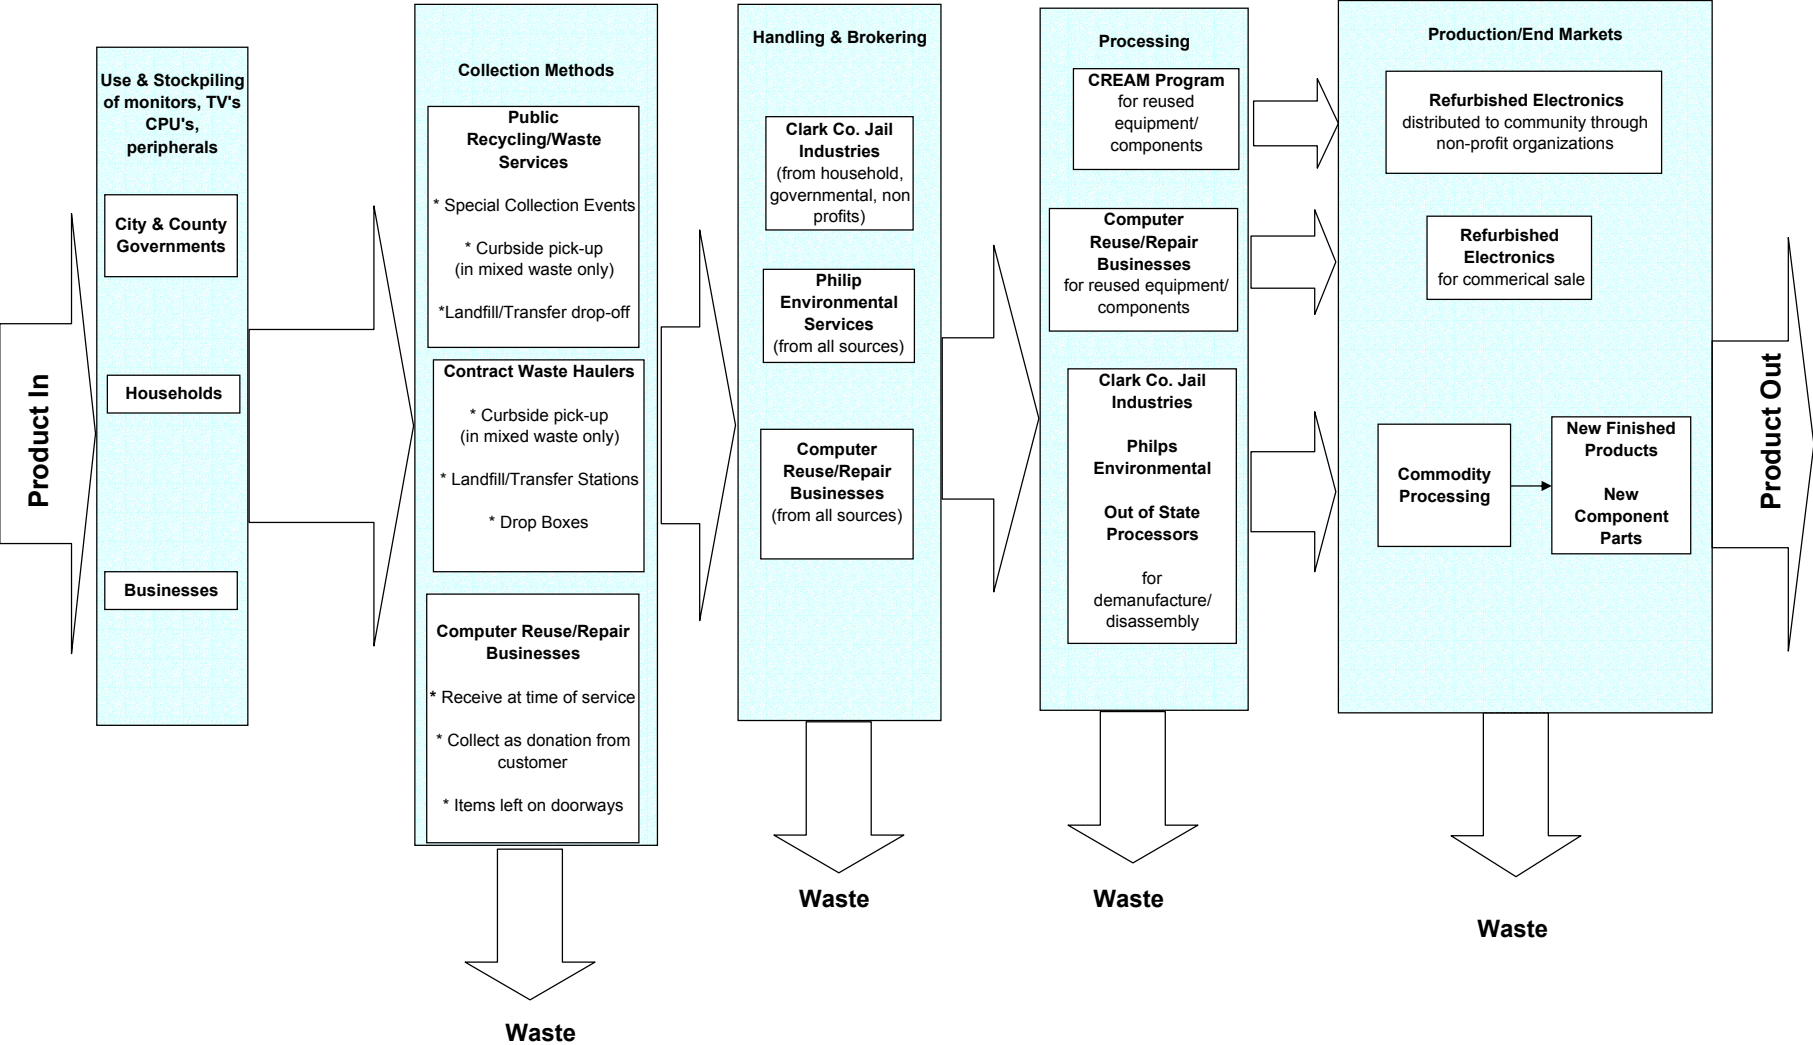 Product In
Use & Stockpiling
of monitors, TV's
CPU's,
peripherals
City & County
Governments
Households
Businesses
Collection Methods
Public
Recycling/Waste
Services
* Special Collection Events
* Curbside pick-up
(in mixed waste only)
*Landfill/Transfer drop-off
Contract Waste Haulers
* Curbside pick-up
(in mixed waste only)
* Landfill/Transfer Stations
* Drop Boxes
Computer Reuse/Repair
Businesses
* Receive at time of service
* Collect as donation from
customer
* Items left on doorways
Waste
Handling & Brokering
Clark Co. Jail
Industries
(from household,
governmental, non
profits)
Philip
Environmental
Services
(from all sources)
Computer
Reuse/Repair
Businesses
(from all sources)
Waste
Processing
CREAM Program
for reused
equipment/
components
Computer
Reuse/Repair
Businesses
for reused equipment/
components
Clark Co. Jail
Industries
Philps
Environmental
Out of State
Processors
for
demanufacture/
disassembly
Waste
Production/End Markets
Refurbished Electronics
distributed to community through
non-profit organizations
Refurbished
Electronics
for commerical sale
Commodity
Processing
New Finished
Products
New
Component
Parts
Waste
Product Out